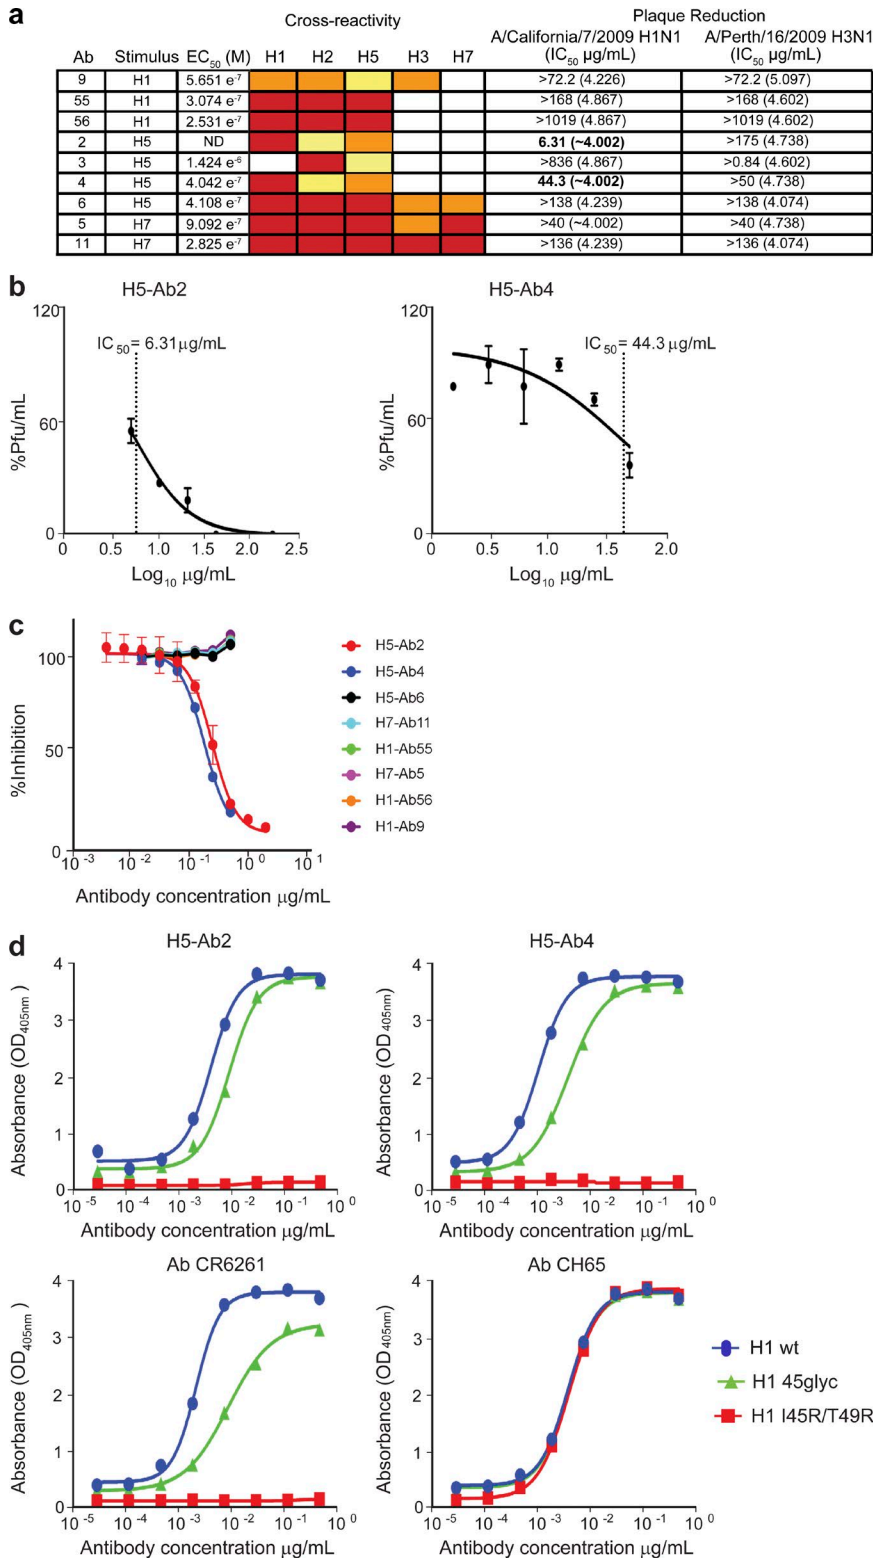 a
Cross-reactivity
Plaque Reduction
A/California/7/2009 H1N1 A/Perth/16/2009 H3N1
Ab Stimulus EC50 (M) H1 H2 H5 H3 H7 (IC50 µg/mL) (IC50 µg/mL)
9 H1 5.651 e-7 >72.2 (4.226) >72.2 (5.097)
55 H1 3.074 e-7 >168 (4.867) >168 (4.602)
56 H1 2.531 e-7 >1019 (4.867) >1019 (4.602)
2 H5 ND 6.31 (~4.002) >175 (4.738)
3 H5 1.424 e-6 >836 (4.867) >0.84 (4.602)
4 H5 4.042 e-7 44.3 (~4.002) >50 (4.738)
6 H5 4.108 e-7 >138 (4.239) >138 (4.074)
5 H7 9.092 e-7 >40 (~4.002) >40 (4.738)
11 H7 2.825 e-7 >136 (4.239) >136 (4.074)
b
H5-Ab2
120
IC50= 6.31µg/mL
%Pfu/mL
60
0
0 0.5 1.0 1.5 2.0 2.5
Log10 µg/mL
H5-Ab4
120
IC50= 44.3 µg/mL
%Pfu/mL
60
0
0 0.5 1.0 1.5 2.0
Log10 µg/mL
c
%Inhibition
100
50
0
10-3 10-2 10-1 100 101
Antibody concentration µg/mL
H5-Ab2
H5-Ab4
H5-Ab6
H7-Ab11
H1-Ab55
H7-Ab5
H1-Ab56
H1-Ab9
d
H5-Ab2
Absorbance (OD405nm)
4
3
2
1
0
10-5 10-4 10-3 10-2 10-1 100
Antibody concentration µg/mL
H5-Ab4
Absorbance (OD405nm)
4
3
2
1
0
10-5 10-4 10-3 10-2 10-1 100
Antibody concentration µg/mL
Ab CR6261
Absorbance (OD405nm)
4
3
2
1
0
10-5 10-4 10-3 10-2 10-1 100
Antibody concentration µg/mL
Ab CH65
Absorbance (OD405nm)
4
3
2
1
0
10-5 10-4 10-3 10-2 10-1 100
Antibody concentration µg/mL
H1 wt
H1 45glyc
H1 I45R/T49R